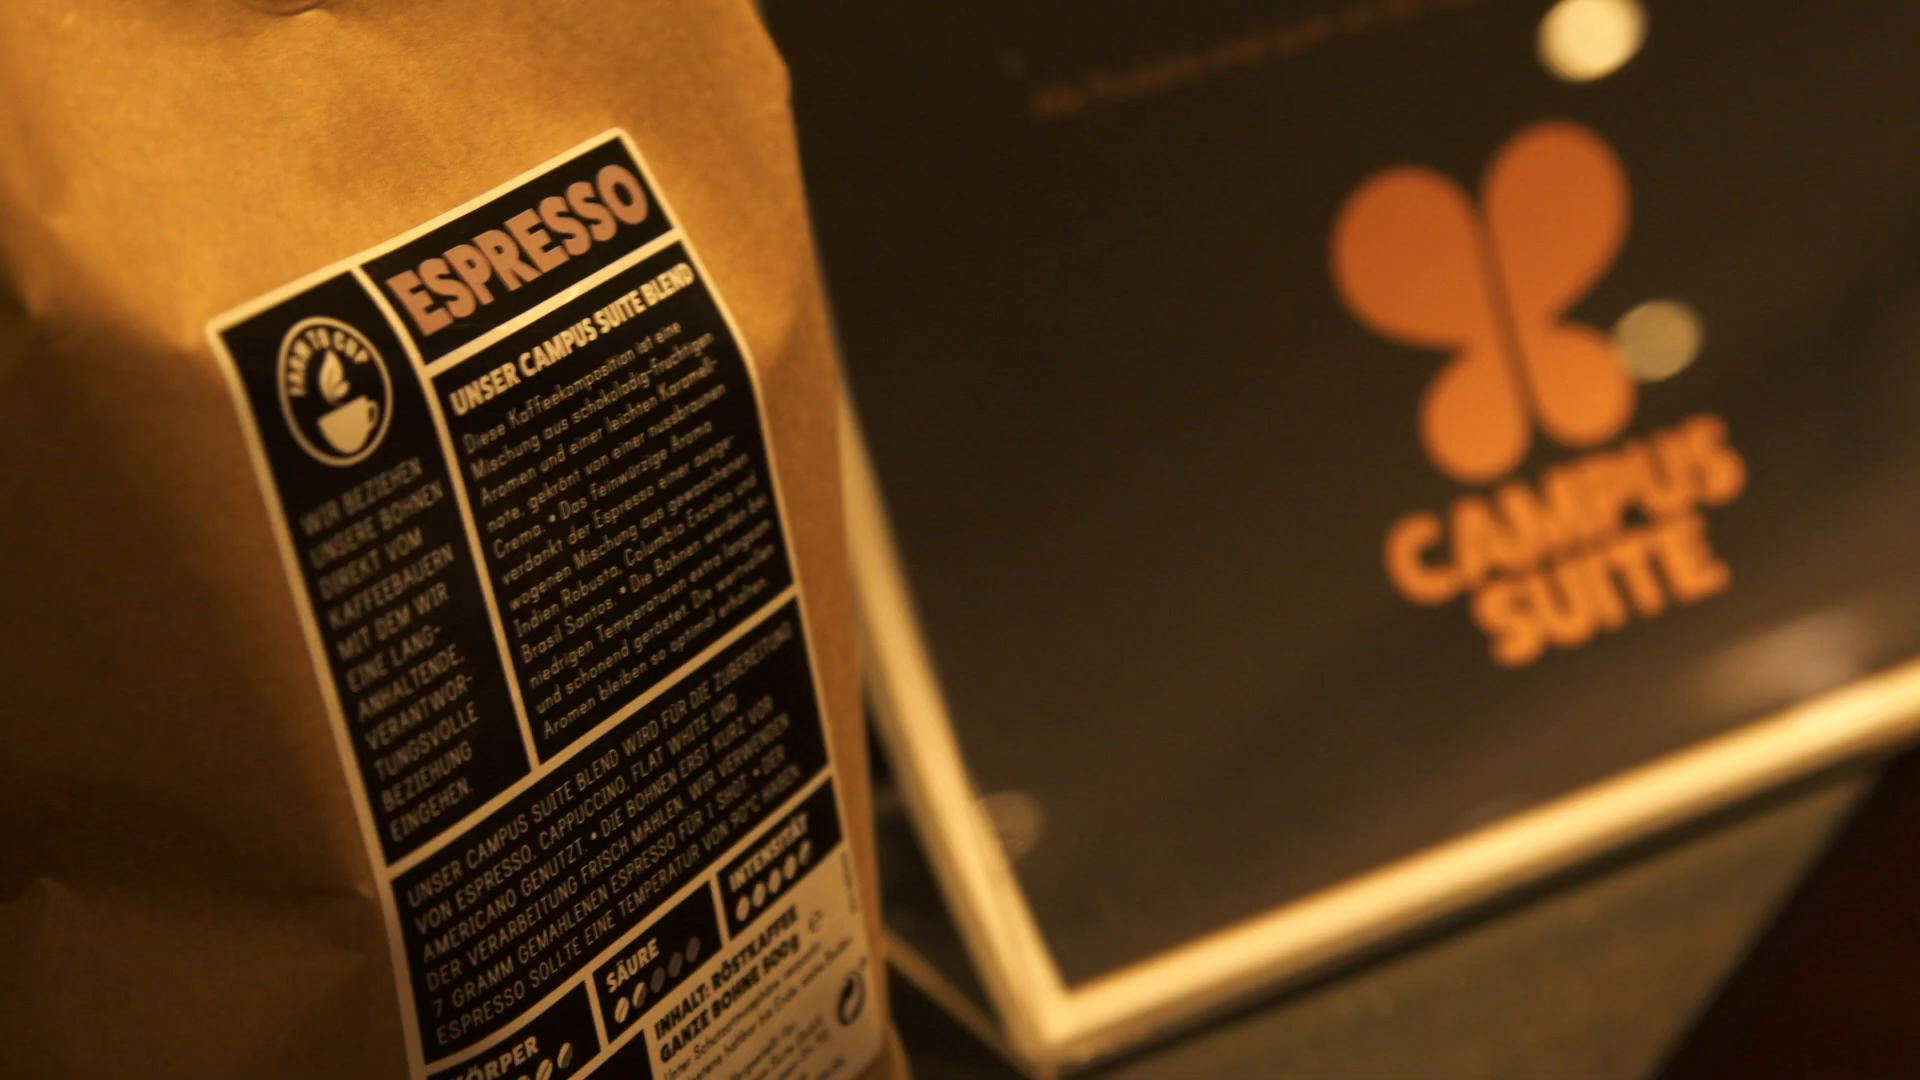 ESPRESSO
FARM TO CUP
WIR BEZIEHEN
UNSERE BOHNEN
DIREKT VOM
KAFFEEBAUERN
MIT DEM WIR
EINE LANG-
ANHALTENDE,
VERANTWOR-
TUNGSVOLLE
BEZIEHUNG
EINGEHEN.
UNSER CAMPUS SUITE BLEND
Diese Kaffeekomposition ist eine
Mischung aus schokoladig-fruchtigen
Aromen und einer leichten Karamell-
note, gekrönt von einer nussbraunen
Crema. • Das feinwürzige Aroma
verdankt der Espresso einer ausge-
wogenen Mischung aus gewaschenen
Indien Robusta, Columbia Excelso und
Brasil Santos. • Die Bohnen werden bei
niedrigen Temperaturen extra langsam
und schonend geröstet. Die wertvollen
Aromen bleiben so optimal erhalten.
UNSER CAMPUS SUITE BLEND WIRD FÜR DIE ZUBEREITUNG
VON ESPRESSO, CAPPUCCINO, FLAT WHITE UND
AMERICANO GENUTZT. • DIE BOHNEN ERST KURZ VOR
DER VERARBEITUNG FRISCH MAHLEN. WIR VERWENDEN
7 GRAMM GEMAHLENEN ESPRESSO FÜR 1 SHOT. • DER
ESPRESSO SOLLTE EINE TEMPERATUR VON 90°C HABEN
KÖRPER
SÄURE
INTENSITÄT
INHALT: RÖSTKAFFEE
GANZE BOHNE 500g
CAMPUS
SUITE